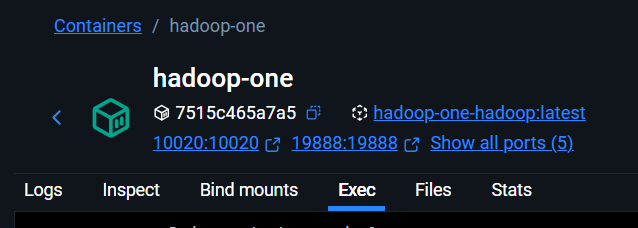 Containers / hadoop-one
hadoop-one
7515c465a7a5 hadoop-one-hadoop:latest
10020:10020 19888:19888 Show all ports (5)
Logs Inspect Bind mounts Exec Files Stats